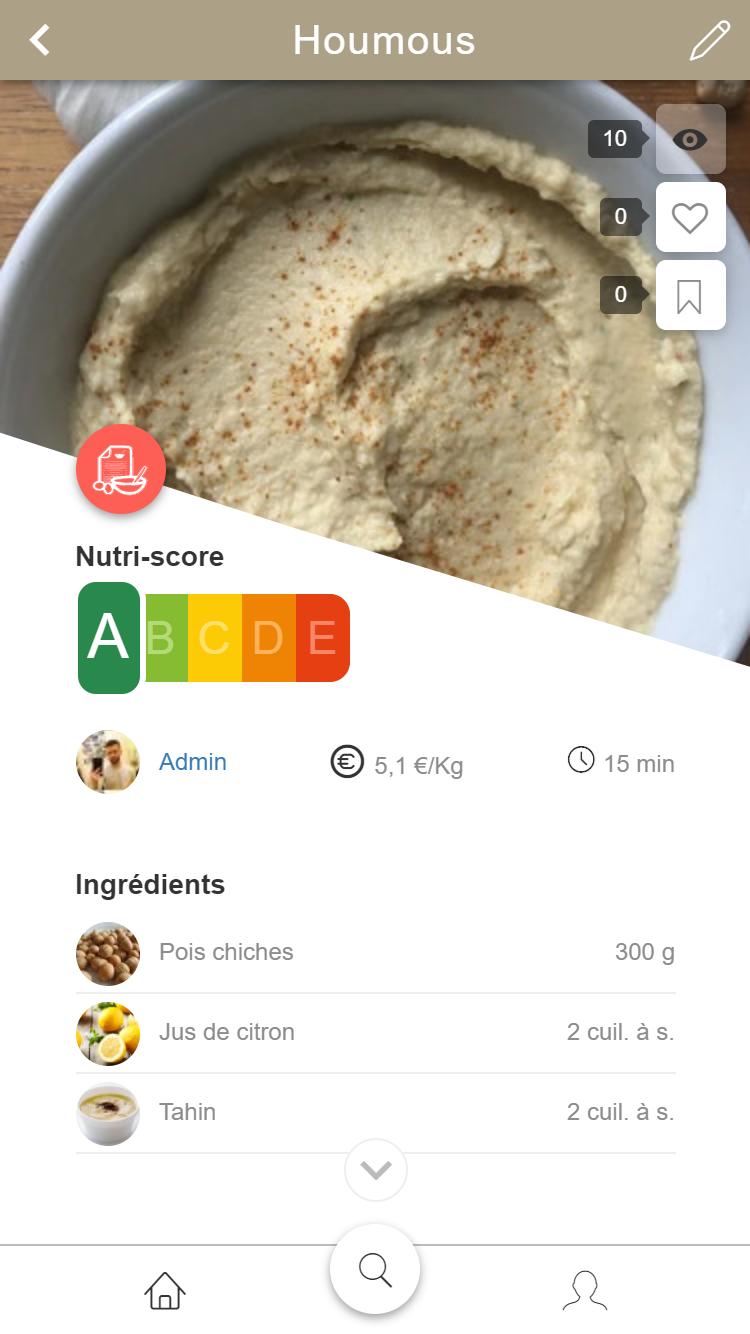 Houmous
10
0
0
Nutri-score
A B C D E
Admin 5,1 €/Kg 15 min
Ingrédients
Pois chiches 300 g
Jus de citron 2 cuil. à s.
Tahin 2 cuil. à s.